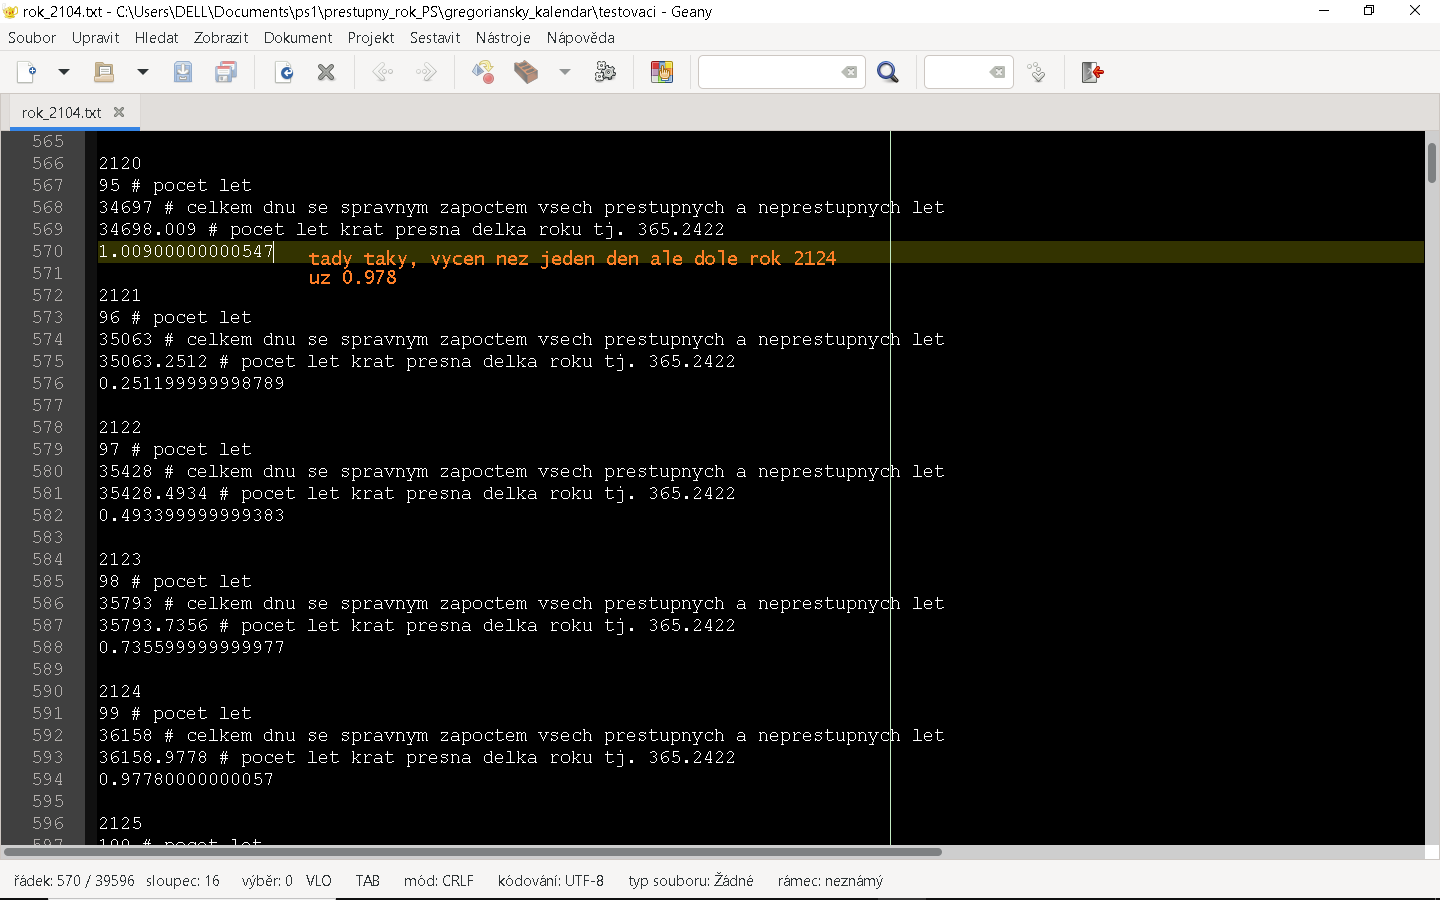 rok_2104.txt - C:\Users\DELL\Documents\ps1\prestupny_rok_PS\gregoriansky_kalendar\testovaci - Geany
Soubor Upravit Hledat Zobrazit Dokument Projekt Sestavit Nástroje Nápověda
rok_2104.txt
565
566 2120
567 95 # pocet let
568 34697 # celkem dnu se spravnym zapoctem vsech prestupnych a neprestupnych let
569 34698.009 # pocet let krat presna delka roku tj. 365.2422
570 1.00900000000547
tady taky, vycen nez jeden den ale dole rok 2124
571
uz 0.978
572 2121
573 96 # pocet let
574 35063 # celkem dnu se spravnym zapoctem vsech prestupnych a neprestupnych let
575 35063.2512 # pocet let krat presna delka roku tj. 365.2422
576 0.251199999998789
577
578 2122
579 97 # pocet let
580 35428 # celkem dnu se spravnym zapoctem vsech prestupnych a neprestupnych let
581 35428.4934 # pocet let krat presna delka roku tj. 365.2422
582 0.493399999999383
583
584 2123
585 98 # pocet let
586 35793 # celkem dnu se spravnym zapoctem vsech prestupnych a neprestupnych let
587 35793.7356 # pocet let krat presna delka roku tj. 365.2422
588 0.735599999999977
589
590 2124
591 99 # pocet let
592 36158 # celkem dnu se spravnym zapoctem vsech prestupnych a neprestupnych let
593 36158.9778 # pocet let krat presna delka roku tj. 365.2422
594 0.97780000000057
595
596 2125
597 100 # pocet let
řádek: 570 / 39596 sloupec: 16 výběr: 0 VLO TAB mód: CRLF kódování: UTF-8 typ souboru: Žádné rámec: neznámý